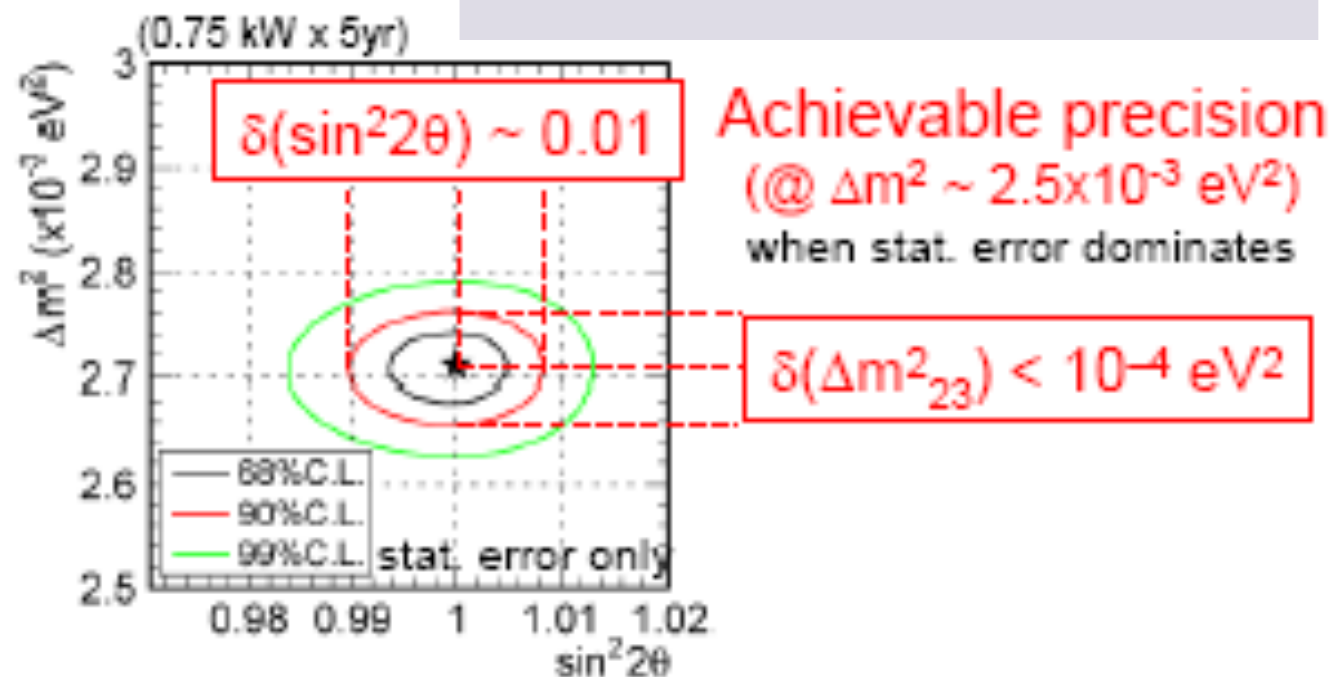 (0.75 kW x 5yr)
Δm² (x10⁻³ eV²)
3
2.9
2.8
2.7
2.6
2.5
δ(sin²2θ) ~ 0.01
68%C.L.
90%C.L.
99%C.L.
stat. error only
0.98 0.99 1 1.01 1.02
sin²2θ
Achievable precision
(@ Δm² ~ 2.5x10⁻³ eV²)
when stat. error dominates
δ(Δm²₂₃) < 10⁻⁴ eV²